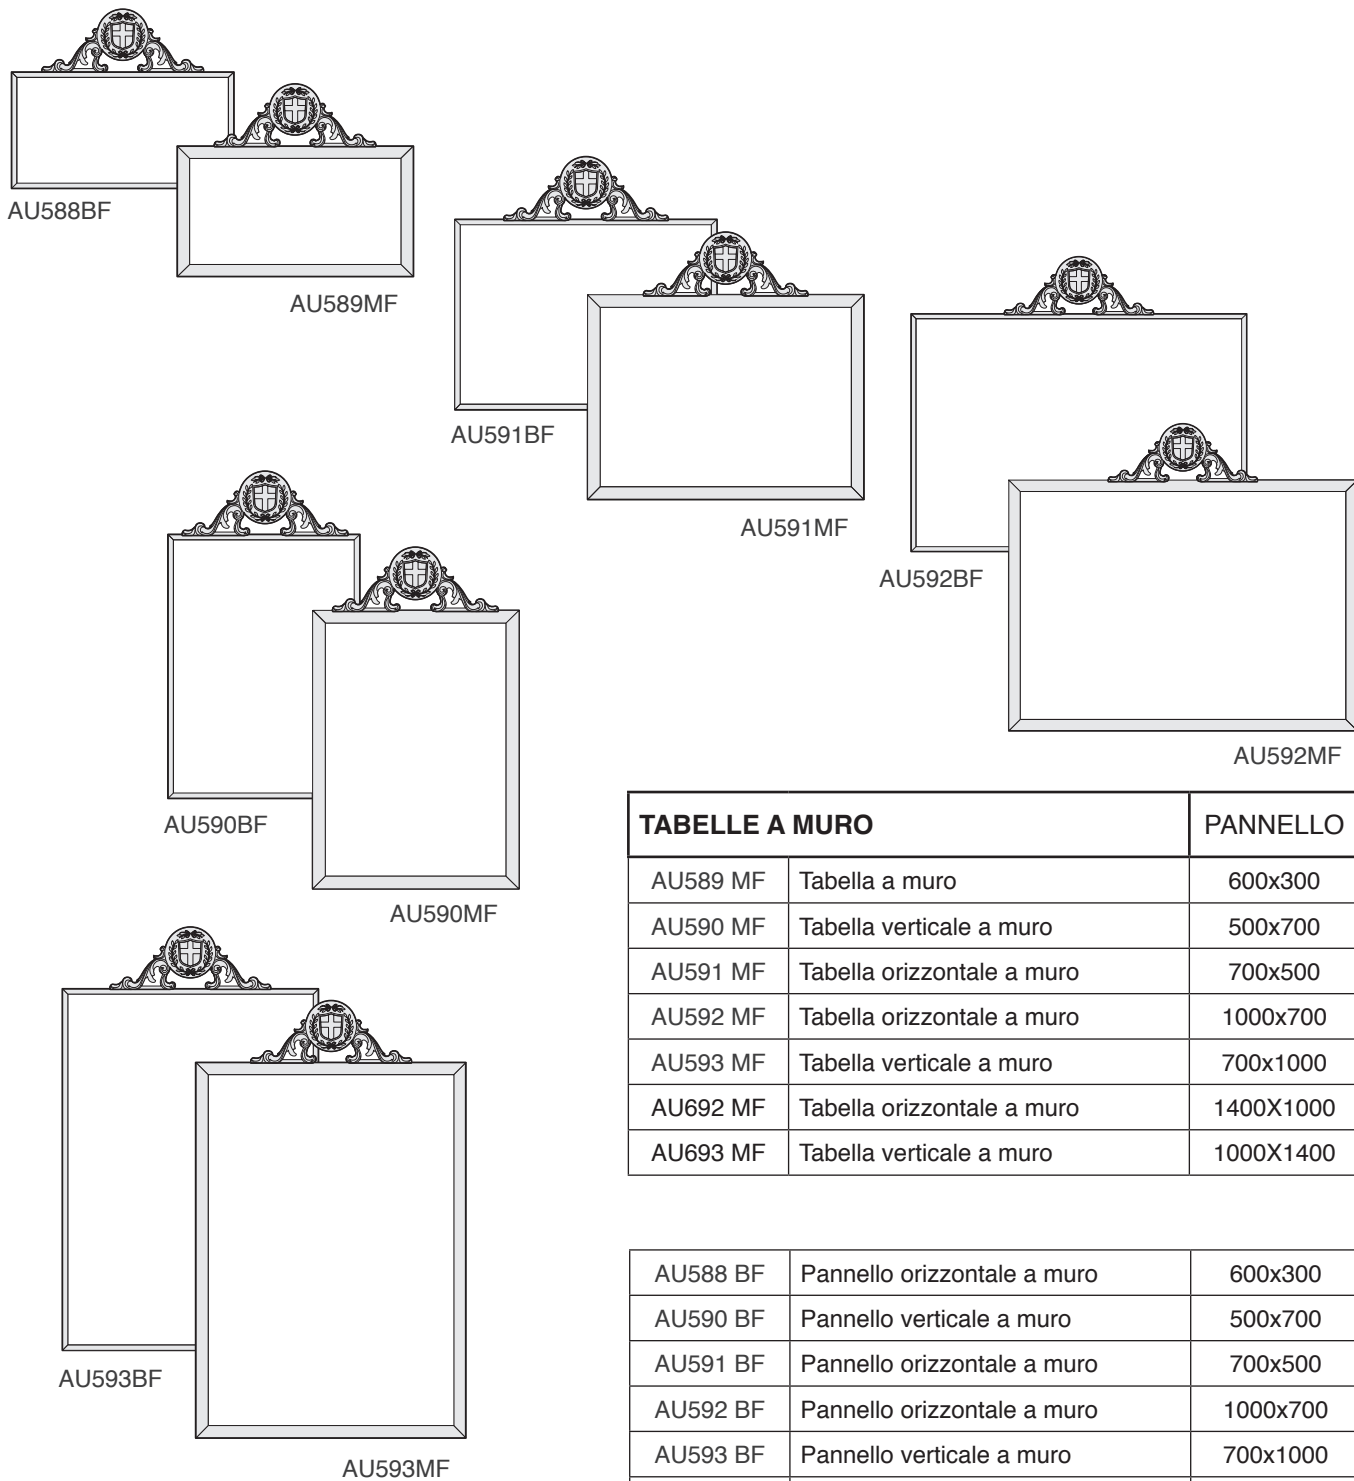 AU588BF
AU589MF
AU591BF
AU591MF
AU592BF
AU592MF
AU590BF
AU590MF
AU593BF
AU593MF
TABELLE A MURO PANNELLO
AU589 MF Tabella a muro 600x300
AU590 MF Tabella verticale a muro 500x700
AU591 MF Tabella orizzontale a muro 700x500
AU592 MF Tabella orizzontale a muro 1000x700
AU593 MF Tabella verticale a muro 700x1000
AU692 MF Tabella orizzontale a muro 1400X1000
AU693 MF Tabella verticale a muro 1000X1400
AU588 BF Pannello orizzontale a muro 600x300
AU590 BF Pannello verticale a muro 500x700
AU591 BF Pannello orizzontale a muro 700x500
AU592 BF Pannello orizzontale a muro 1000x700
AU593 BF Pannello verticale a muro 700x1000